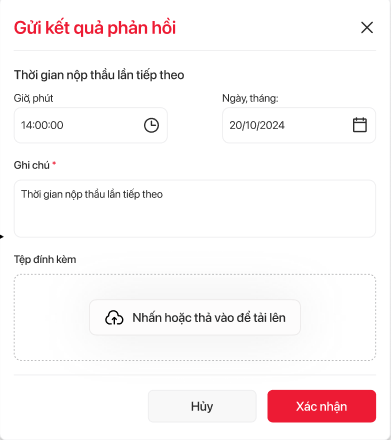 Gửi kết quả phản hồi
Thời gian nộp thầu lần tiếp theo
Giờ, phút
Ngày, tháng:
14:00:00
20/10/2024
Ghi chú *
Thời gian nộp thầu lần tiếp theo
Tệp đính kèm
Nhấn hoặc thả vào để tải lên
Hủy
Xác nhận